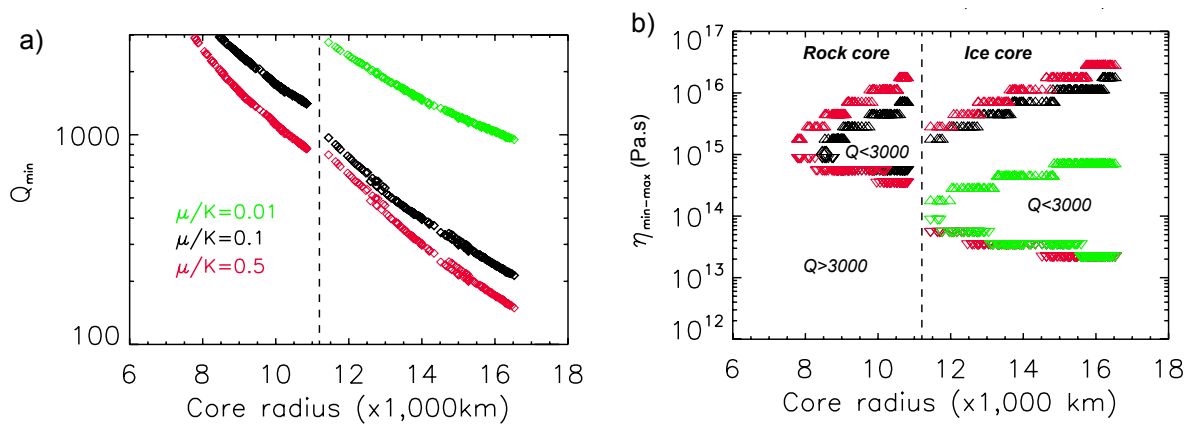 a)
1000
100
Q min
μ/K=0.01
μ/K=0.1
μ/K=0.5
6 8 10 12 14 16 18
Core radius (x1,000km)
b)
Rock core Ice core
10^17
10^16
10^15
10^14
10^13
10^12
η min-max (Pa.s)
Q<3000
Q<3000
Q>3000
6 8 10 12 14 16 18
Core radius (x1,000 km)